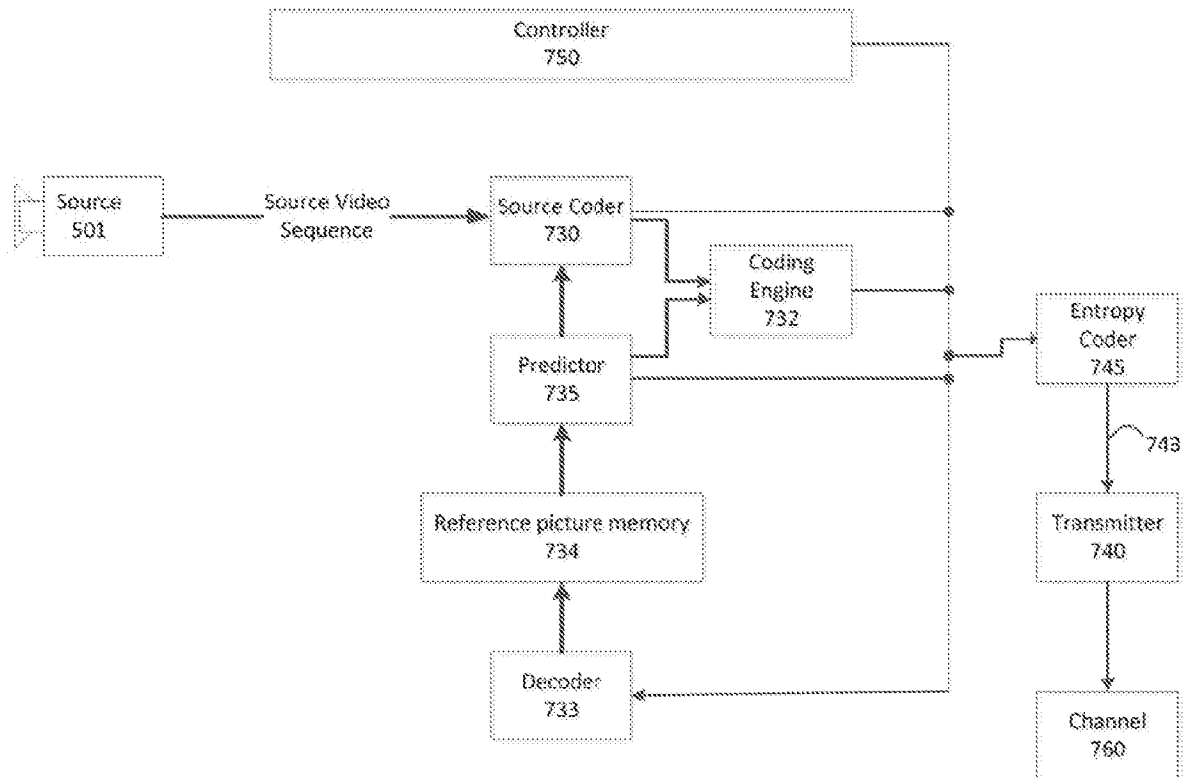 Controller
750
Source
501
Source Video
Sequence
Source Coder
730
Coding
Engine
732
Entropy
Coder
745
Predictor
735
743
Reference picture memory
734
Transmitter
740
Decoder
733
Channel
760